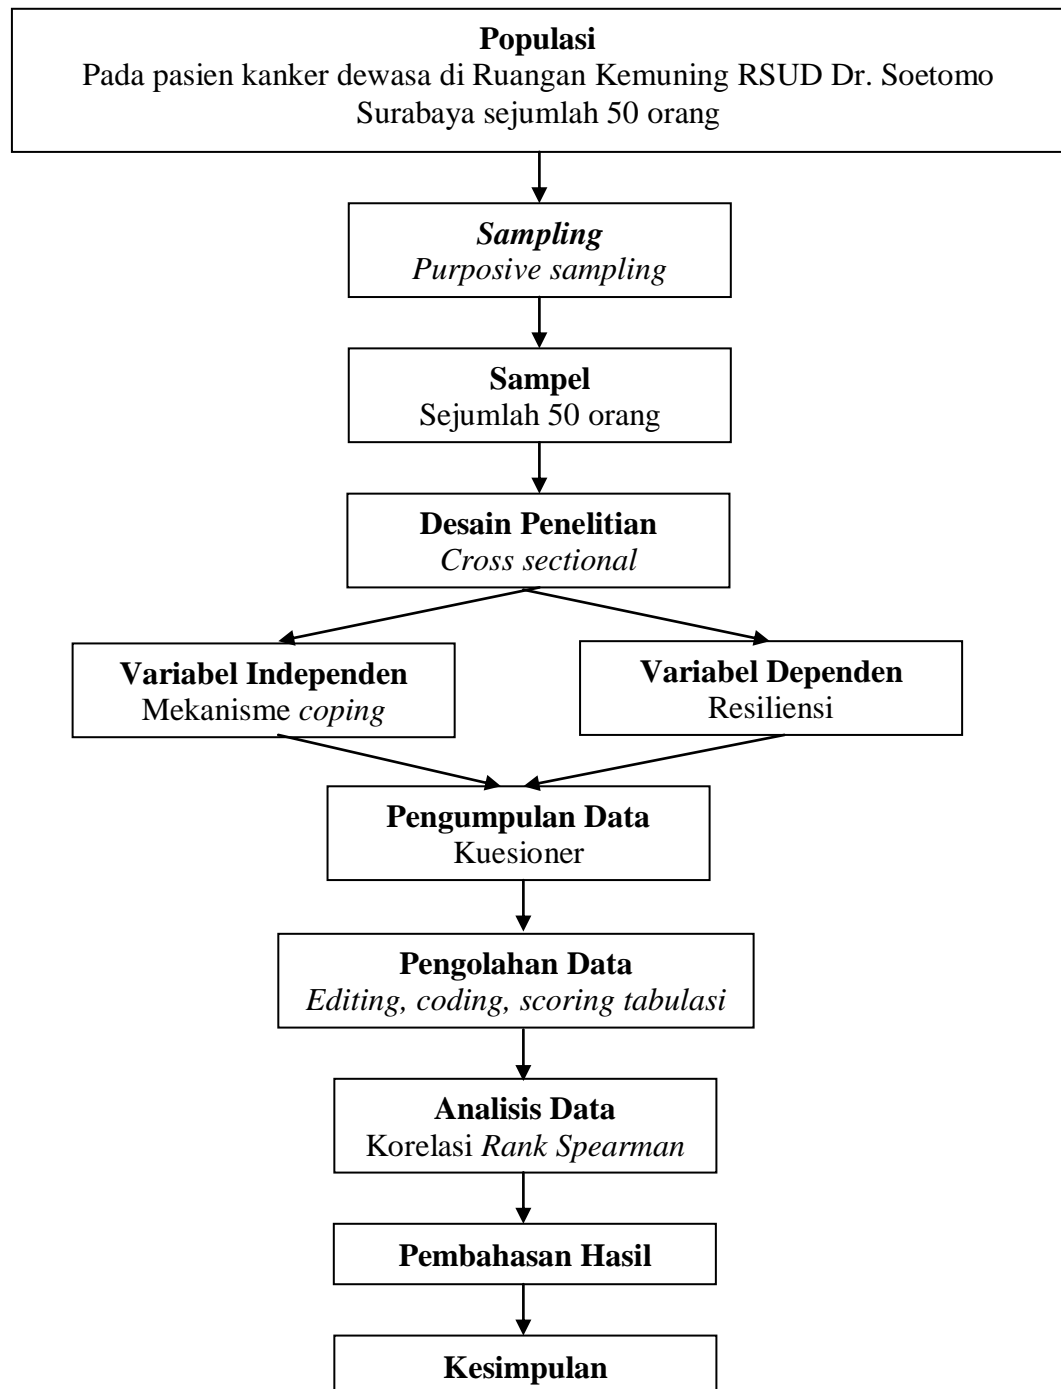 Populasi
Pada pasien kanker dewasa di Ruangan Kemuning RSUD Dr. Soetomo
Surabaya sejumlah 50 orang
Sampling
Purposive sampling
Sampel
Sejumlah 50 orang
Desain Penelitian
Cross sectional
Variabel Independen
Mekanisme coping
Variabel Dependen
Resiliensi
Pengumpulan Data
Kuesioner
Pengolahan Data
Editing, coding, scoring tabulasi
Analisis Data
Korelasi Rank Spearman
Pembahasan Hasil
Kesimpulan